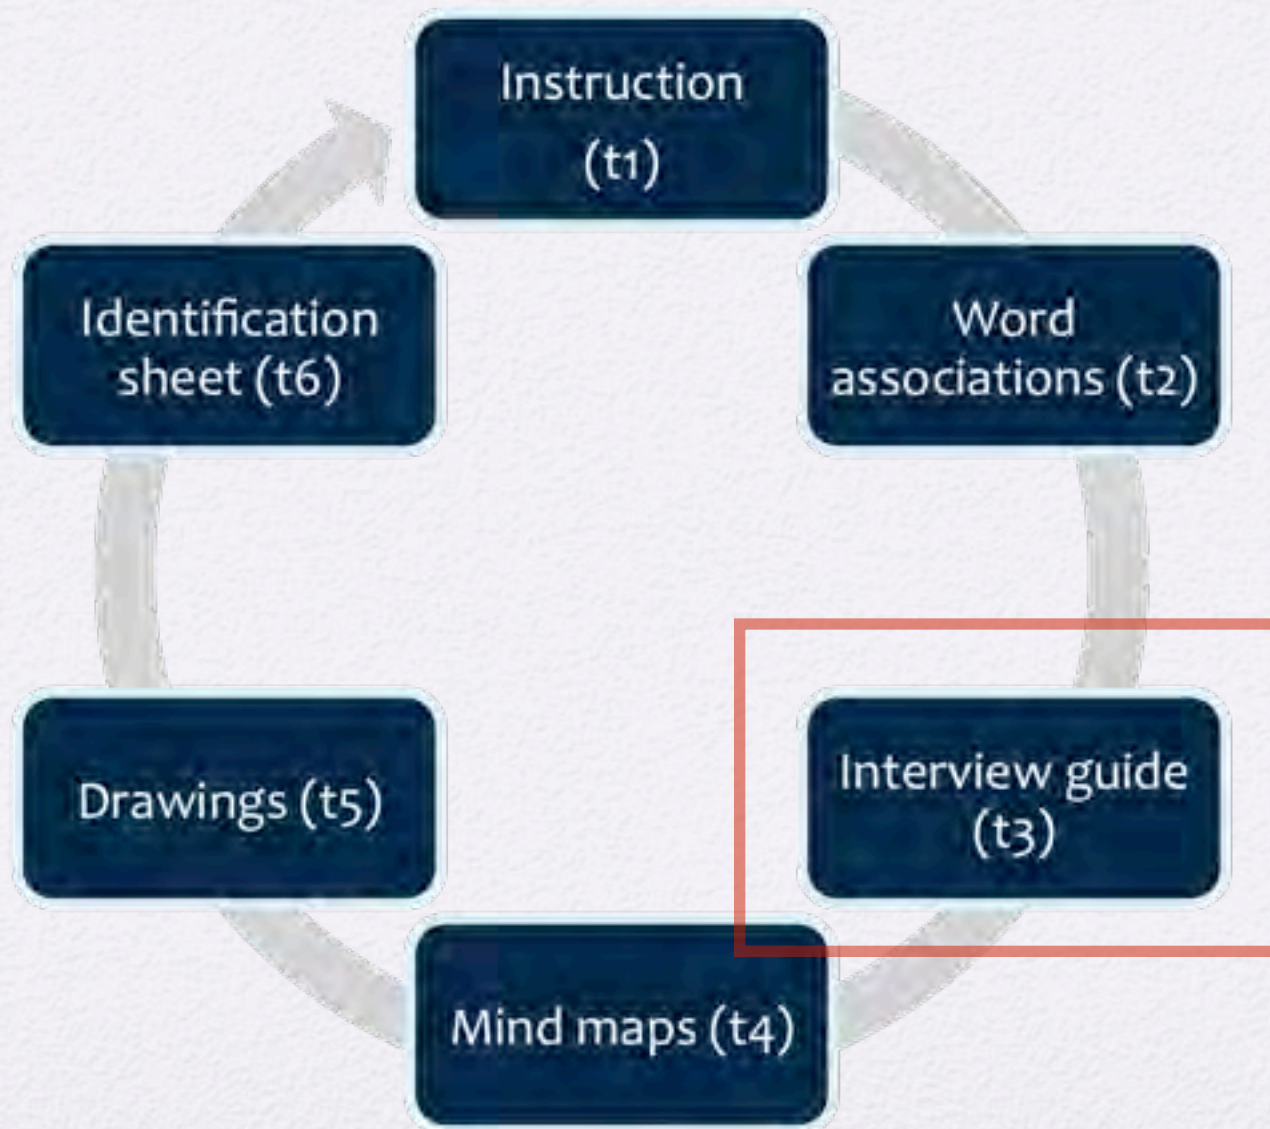 Instruction
(t1)
Word
associations (t2)
Interview guide
(t3)
Mind maps (t4)
Drawings (t5)
Identification
sheet (t6)